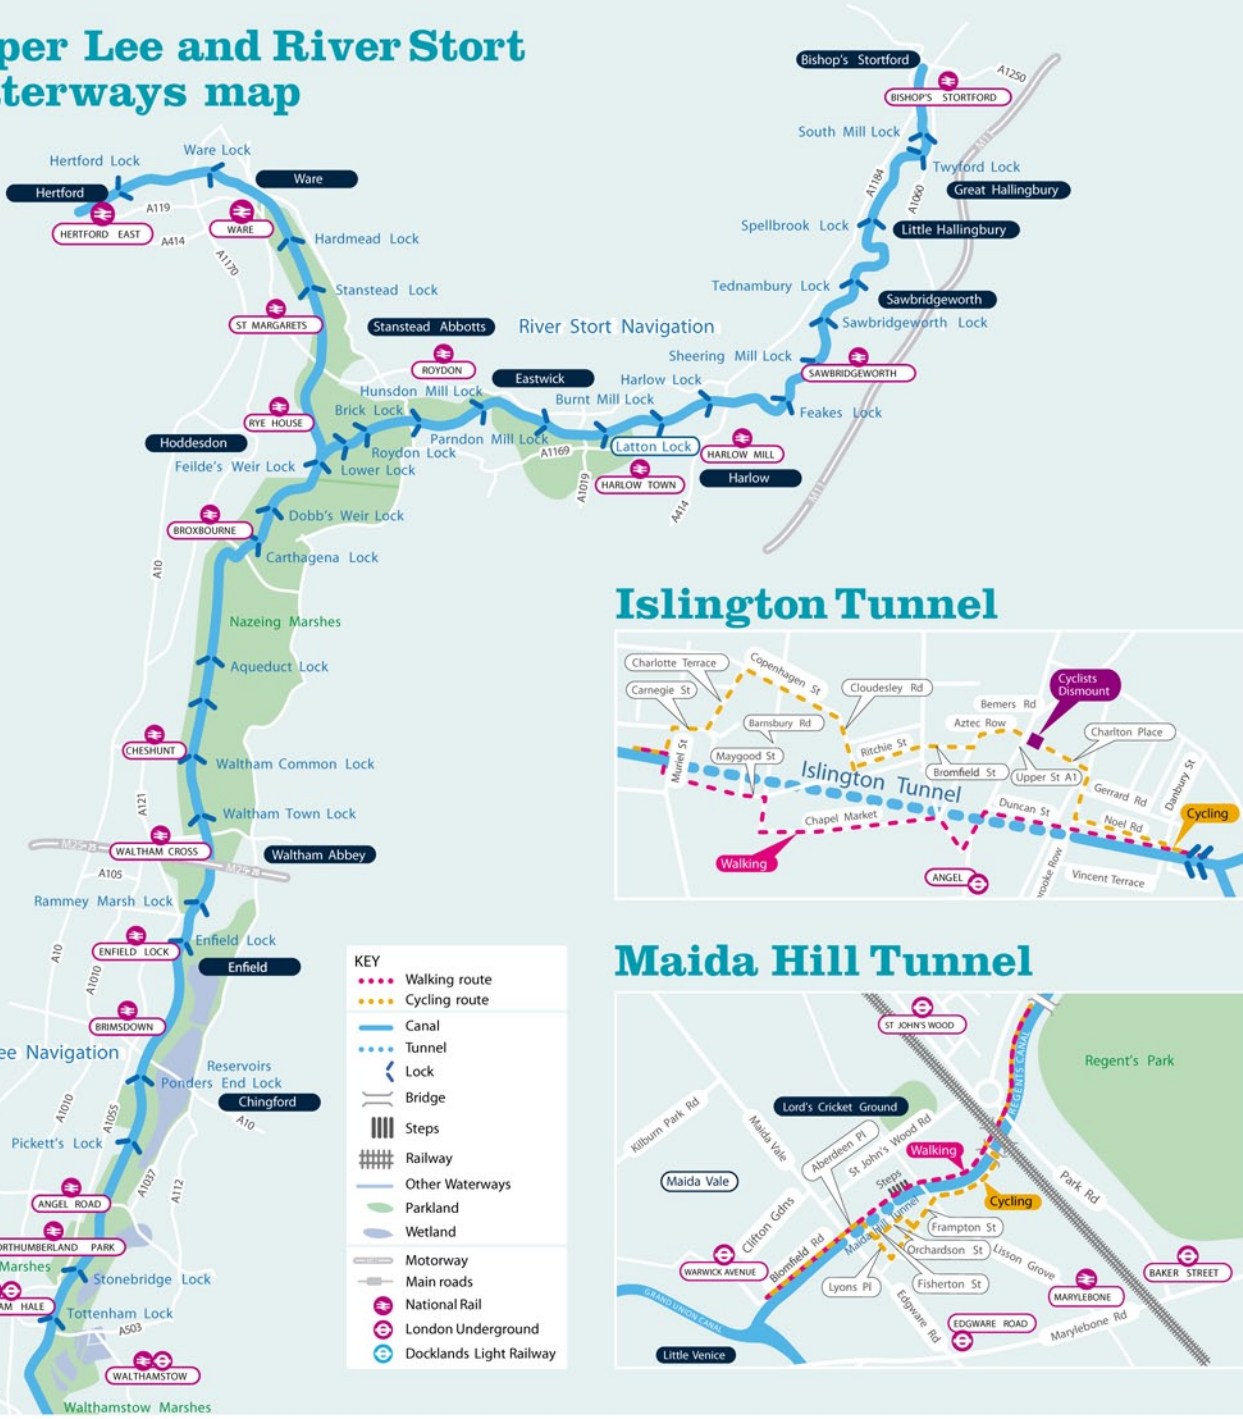 per Lee and River Stort
terways map
Bishop's Stortford
A1250
BISHOP'S STORTFORD
South Mill Lock
M11
Twyford Lock
A1184
A1060
Great Hallingbury
Spellbrook Lock
Little Hallingbury
Tednambury Lock
Sawbridgeworth
Sawbridgeworth Lock
River Stort Navigation
Sheering Mill Lock
SAWBRIDGEWORTH
Feakes Lock
Hertford Lock
Ware Lock
Hertford
Ware
A119
HERTFORD EAST
WARE
A414
A1170
Hardmead Lock
Stanstead Lock
ST MARGARETS
Stanstead Abbotts
ROYDON
Eastwick
Harlow Lock
Hunsdon Mill Lock
Burnt Mill Lock
Brick Lock
RYE HOUSE
Parndon Mill Lock
Latton Lock
HARLOW MILL
Hoddesdon
Roydon Lock
A1169
Feilde's Weir Lock
Lower Lock
A1019
HARLOW TOWN
Harlow
A414
M11
Dobb's Weir Lock
BROXBOURNE
Carthagena Lock
A10
Nazeing Marshes
Aqueduct Lock
CHESHUNT
Waltham Common Lock
A121
Waltham Town Lock
M25
WALTHAM CROSS
Waltham Abbey
M25
A105
Rammey Marsh Lock
Enfield Lock
ENFIELD LOCK
Enfield
A10
A1010
BRIMSDOWN
ee Navigation
Reservoirs
Ponders End Lock
Chingford
A10
A1010
A1055
Pickett's Lock
A1037
A112
ANGEL ROAD
ORTHUMBERLAND PARK
Marshes
Stonebridge Lock
AM HALE
Tottenham Lock
A503
WALTHAMSTOW
Walthamstow Marshes
KEY
Walking route
Cycling route
Canal
Tunnel
Lock
Bridge
Steps
Railway
Other Waterways
Parkland
Wetland
Motorway
Main roads
National Rail
London Underground
Docklands Light Railway
Islington Tunnel
Charlotte Terrace
Copenhagen St
Carnegie St
Cloudesley Rd
Cyclists
Dismount
Bemers Rd
Barnsbury Rd
Aztec Row
Charlton Place
Muriel St
Maygood St
Ritchie St
Bromfield St
Upper St A1
Islington Tunnel
Gerrard Rd
Danbury St
Duncan St
Chapel Market
Noel Rd
Cycling
Walking
ANGEL
rooke Row
Vincent Terrace
Maida Hill Tunnel
ST JOHN'S WOOD
REGENTS CANAL
Regent's Park
Lord's Cricket Ground
Kilburn Park Rd
Maida Vale
Aberdeen Pl
St John's Wood Rd
Walking
Maida Vale
Steps
Park Rd
Cycling
Clifton Gdns
Maida Hill Tunnel
Frampton St
Blomfield Rd
Orchardson St
Lisson Grove
WARWICK AVENUE
Lyons Pl
Fisherton St
BAKER STREET
MARYLEBONE
GRAND UNION CANAL
Edgware Rd
EDGWARE ROAD
Marylebone Rd
Little Venice